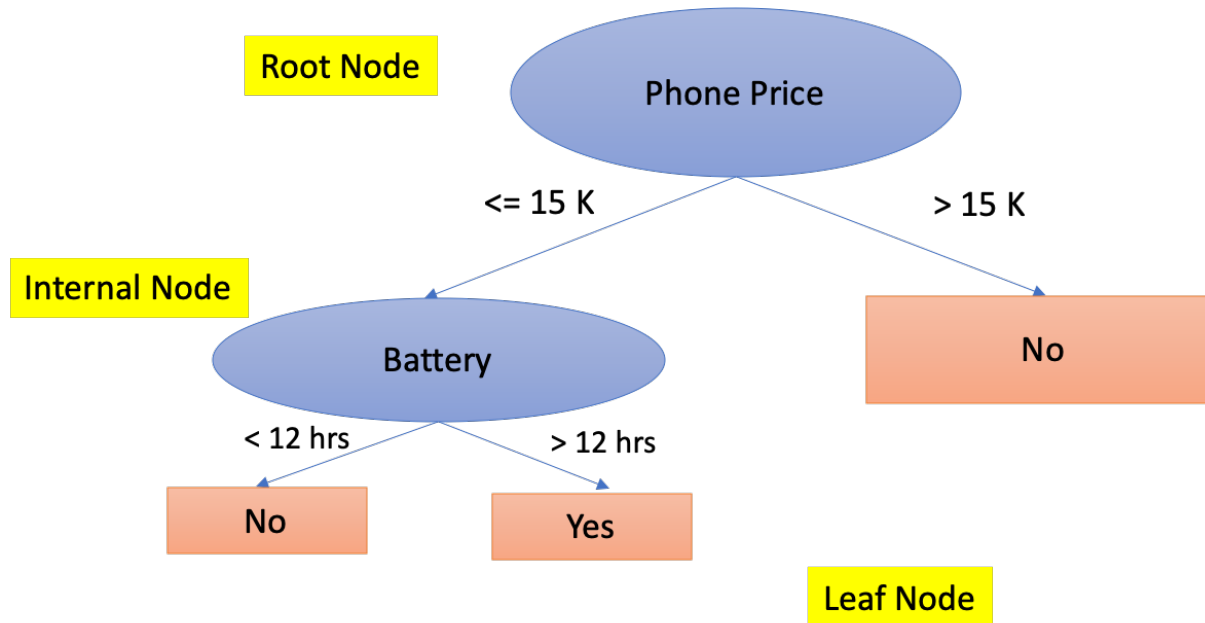 Root Node
Phone Price
<= 15 K
> 15 K
Internal Node
Battery
No
< 12 hrs
> 12 hrs
No
Yes
Leaf Node